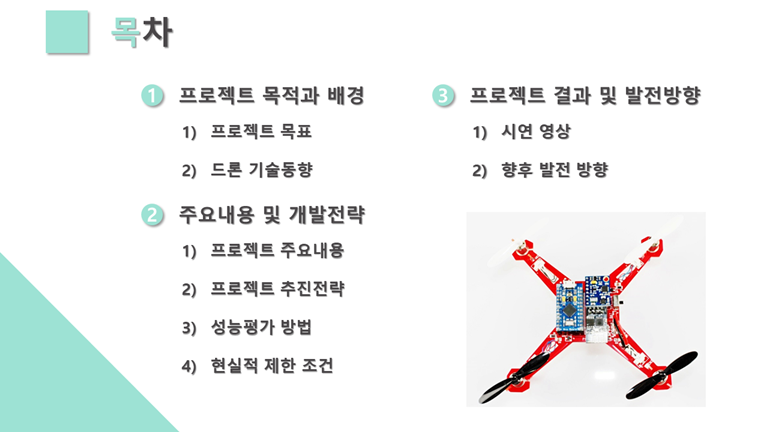 목차
1 프로젝트 목적과 배경
1) 프로젝트 목표
2) 드론 기술동향
2 주요내용 및 개발전략
1) 프로젝트 주요내용
2) 프로젝트 추진전략
3) 성능평가 방법
4) 현실적 제한 조건
3 프로젝트 결과 및 발전방향
1) 시연 영상
2) 향후 발전 방향